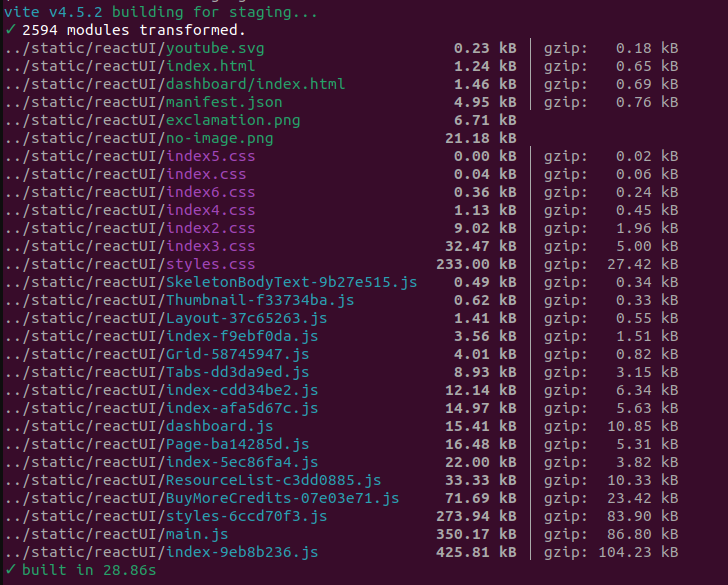 vite v4.5.2 building for staging...
✓ 2594 modules transformed.
../static/reactUI/youtube.svg 0.23 kB │ gzip: 0.18 kB
../static/reactUI/index.html 1.24 kB │ gzip: 0.65 kB
../static/reactUI/dashboard/index.html 1.46 kB │ gzip: 0.69 kB
../static/reactUI/manifest.json 4.95 kB │ gzip: 0.76 kB
../static/reactUI/exclamation.png 6.71 kB
../static/reactUI/no-image.png 21.18 kB
../static/reactUI/index5.css 0.00 kB │ gzip: 0.02 kB
../static/reactUI/index.css 0.04 kB │ gzip: 0.06 kB
../static/reactUI/index6.css 0.36 kB │ gzip: 0.24 kB
../static/reactUI/index4.css 1.13 kB │ gzip: 0.45 kB
../static/reactUI/index2.css 9.02 kB │ gzip: 1.96 kB
../static/reactUI/index3.css 32.47 kB │ gzip: 5.00 kB
../static/reactUI/styles.css 233.00 kB │ gzip: 27.42 kB
../static/reactUI/SkeletonBodyText-9b27e515.js 0.49 kB │ gzip: 0.34 kB
../static/reactUI/Thumbnail-f33734ba.js 0.62 kB │ gzip: 0.33 kB
../static/reactUI/Layout-37c65263.js 1.41 kB │ gzip: 0.55 kB
../static/reactUI/index-f9ebf0da.js 3.56 kB │ gzip: 1.51 kB
../static/reactUI/Grid-58745947.js 4.01 kB │ gzip: 0.82 kB
../static/reactUI/Tabs-dd3da9ed.js 8.93 kB │ gzip: 3.15 kB
../static/reactUI/index-cdd34be2.js 12.14 kB │ gzip: 6.34 kB
../static/reactUI/index-afa5d67c.js 14.97 kB │ gzip: 5.63 kB
../static/reactUI/dashboard.js 15.41 kB │ gzip: 10.85 kB
../static/reactUI/Page-ba14285d.js 16.48 kB │ gzip: 5.31 kB
../static/reactUI/index-5ec86fa4.js 22.00 kB │ gzip: 3.82 kB
../static/reactUI/ResourceList-c3dd0885.js 33.33 kB │ gzip: 10.33 kB
../static/reactUI/BuyMoreCredits-07e03e71.js 71.69 kB │ gzip: 23.42 kB
../static/reactUI/styles-6ccd70f3.js 273.94 kB │ gzip: 83.90 kB
../static/reactUI/main.js 350.17 kB │ gzip: 86.80 kB
../static/reactUI/index-9eb8b236.js 425.81 kB │ gzip: 104.23 kB
✓ built in 28.86s